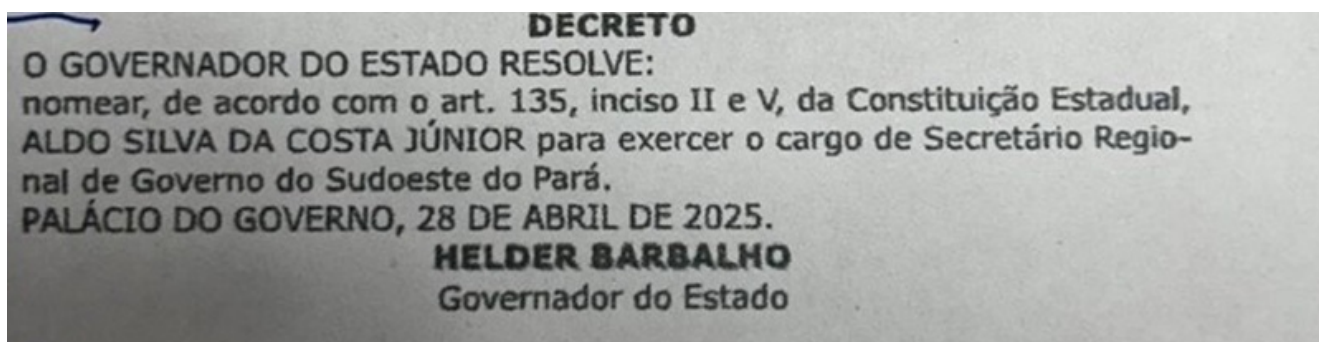 DECRETO
O GOVERNADOR DO ESTADO RESOLVE:
nomear, de acordo com o art. 135, inciso II e V, da Constituição Estadual,
ALDO SILVA DA COSTA JÚNIOR para exercer o cargo de Secretário Regio-
nal de Governo do Sudoeste do Pará.
PALÁCIO DO GOVERNO, 28 DE ABRIL DE 2025.
HELDER BARBALHO
Governador do Estado